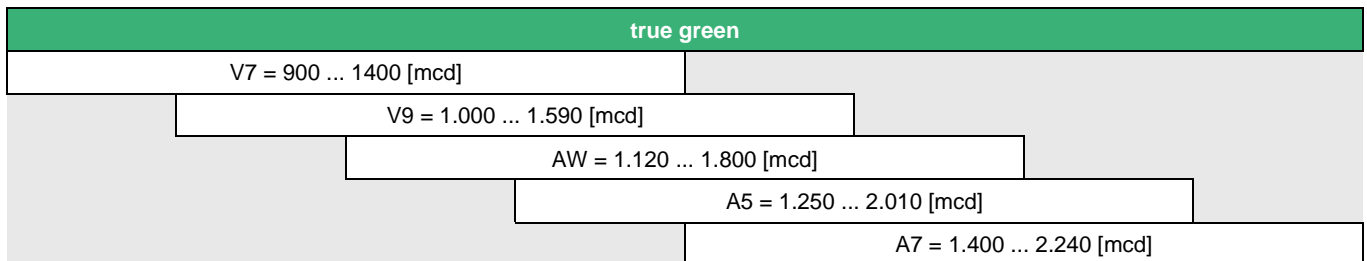 true green
V7 = 900 ... 1400 [mcd]
V9 = 1.000 ... 1.590 [mcd]
AW = 1.120 ... 1.800 [mcd]
A5 = 1.250 ... 2.010 [mcd]
A7 = 1.400 ... 2.240 [mcd]